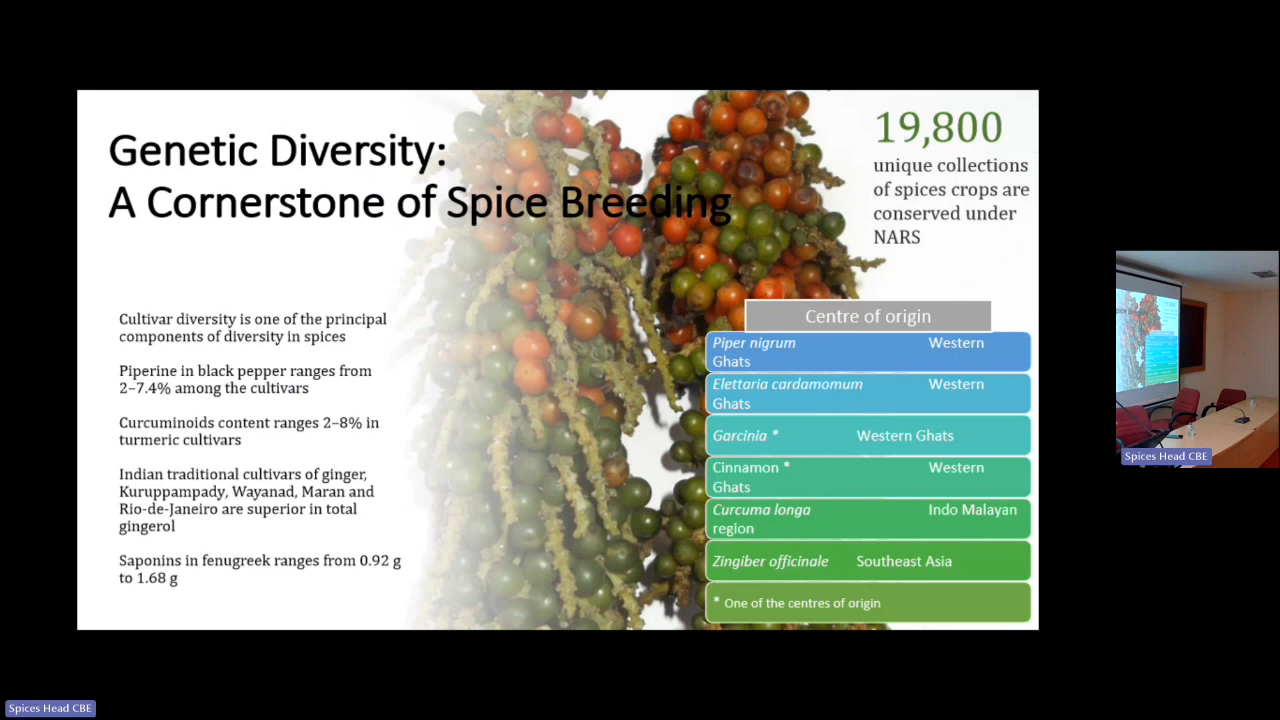 Genetic Diversity:
A Cornerstone of Spice Breeding
19,800
unique collections
of spices crops are
conserved under
NARS
Cultivar diversity is one of the principal
components of diversity in spices
Piperine in black pepper ranges from
2–7.4% among the cultivars
Curcuminoids content ranges 2–8% in
turmeric cultivars
Indian traditional cultivars of ginger,
Kuruppampady, Wayanad, Maran and
Rio-de-Janeiro are superior in total
gingerol
Saponins in fenugreek ranges from 0.92 g
to 1.68 g
Centre of origin
Piper nigrum Western
Ghats
Elettaria cardamomum Western
Ghats
Garcinia * Western Ghats
Cinnamon * Western
Ghats
Curcuma longa Indo Malayan
region
Zingiber officinale Southeast Asia
* One of the centres of origin
Spices Head CBE
Spices Head CBE